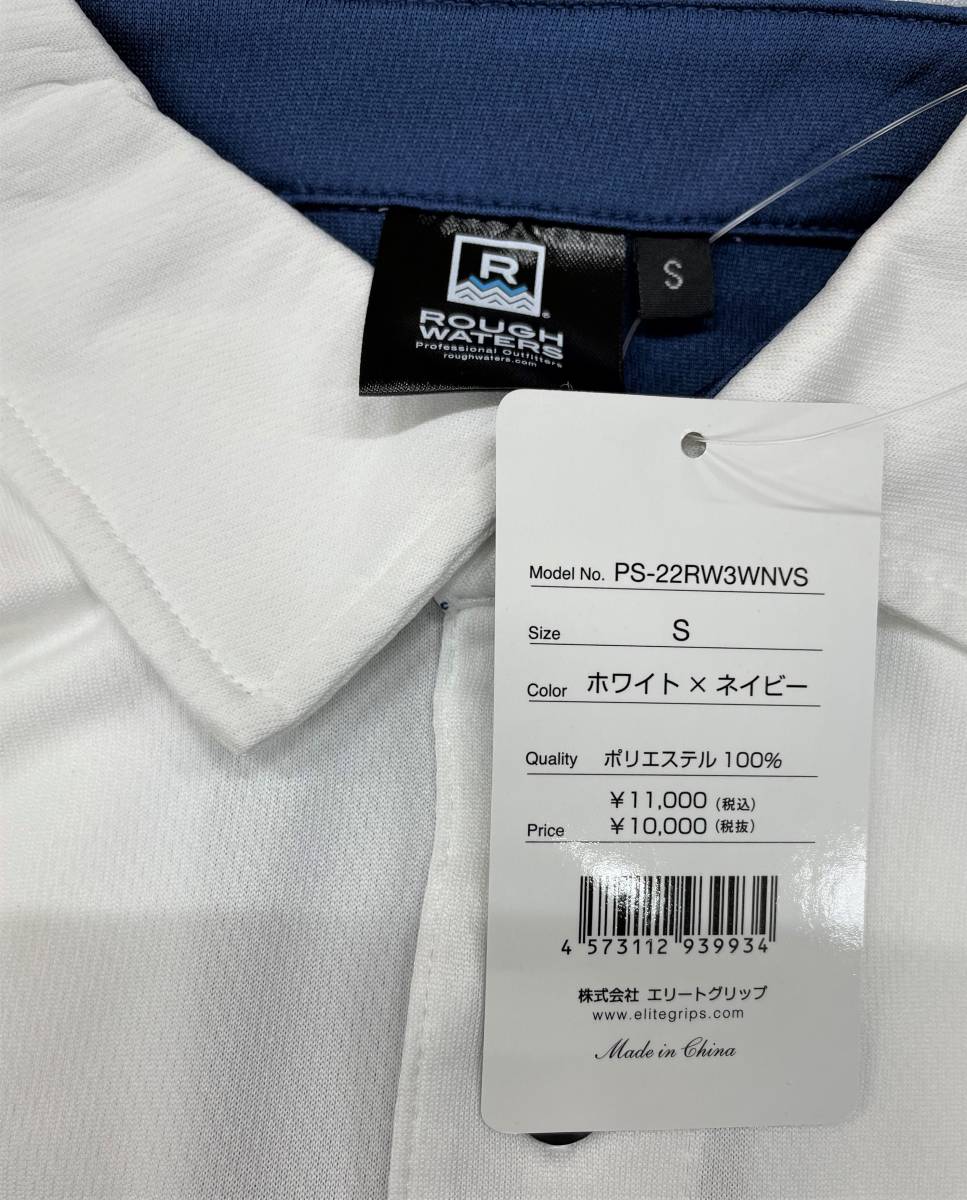 R
ROUGH
WATERS
®
Professional Outfitters
roughwaters.com
S
Model No. PS-22RW3WNVS
Size S
Color ホワイト × ネイビー
Quality ポリエステル 100%
¥11,000 (税込)
Price ¥10,000 (税抜)
4 573112 939934
株式会社 エリートグリップ
www.elitegrips.com
Made in China